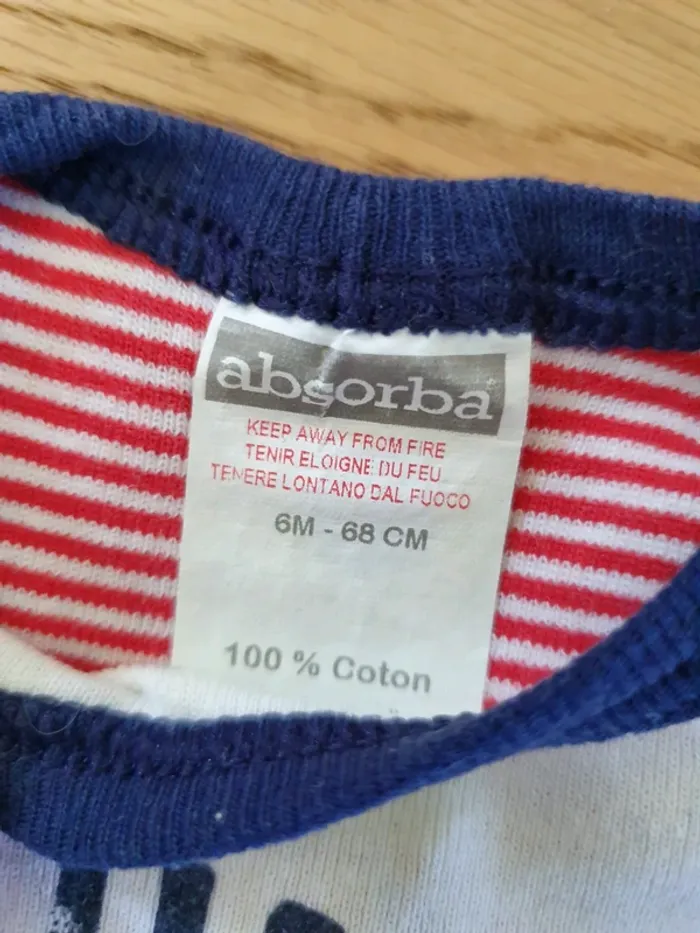 absorba
KEEP AWAY FROM FIRE
TENIR ELOIGNE DU FEU
TENERE LONTANO DAL FUOCO
6M - 68 CM
100 % Coton